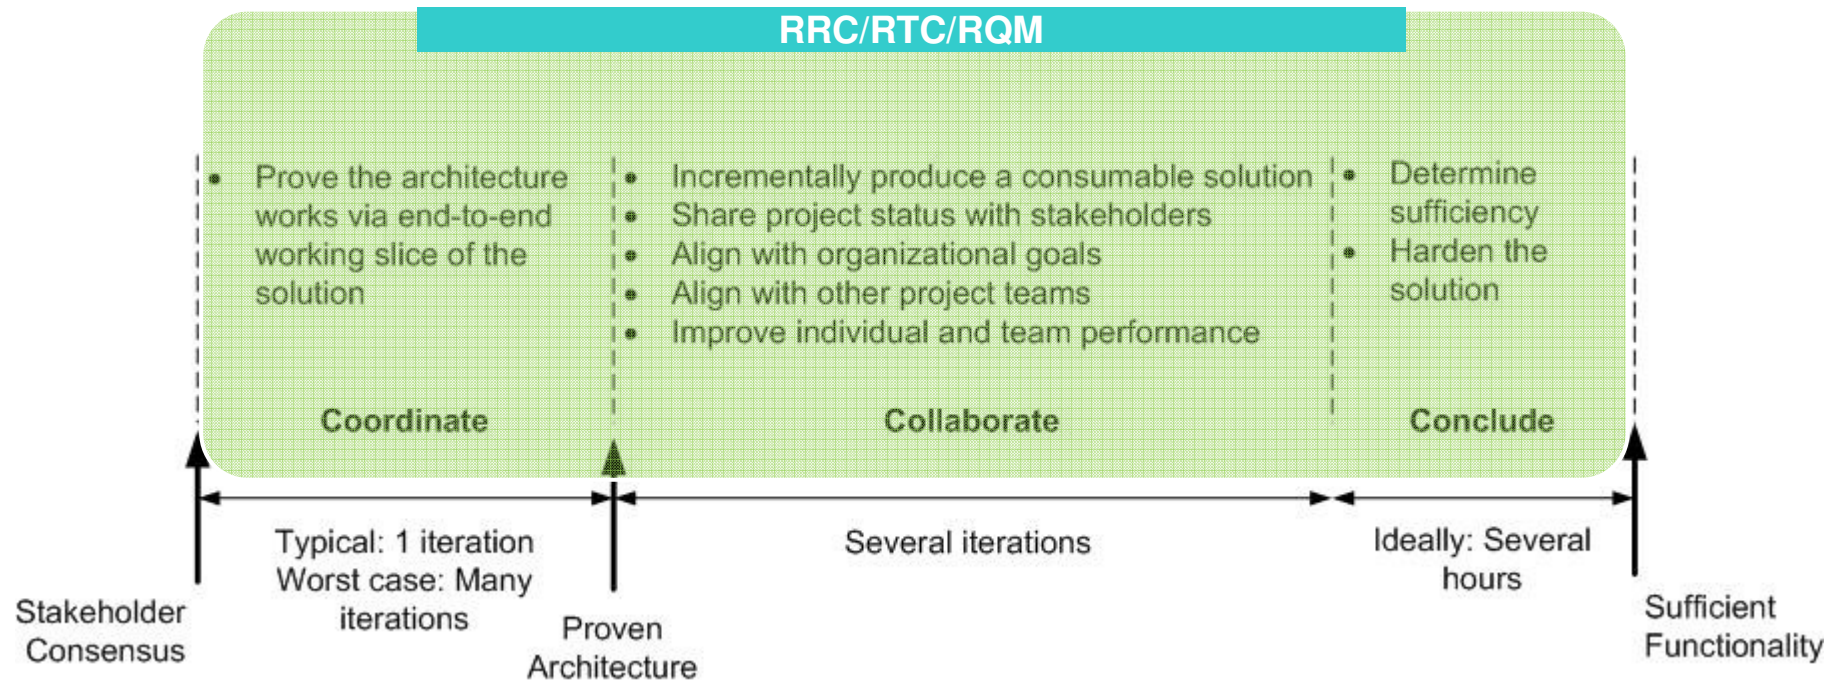 RRC/RTC/RQM
• Prove the architecture
works via end-to-end
working slice of the
solution
• Incrementally produce a consumable solution
• Share project status with stakeholders
• Align with organizational goals
• Align with other project teams
• Improve individual and team performance
• Determine
sufficiency
• Harden the
solution
Coordinate
Collaborate
Conclude
Typical: 1 iteration
Worst case: Many
iterations
Several iterations
Ideally: Several
hours
Stakeholder
Consensus
Proven
Architecture
Sufficient
Functionality